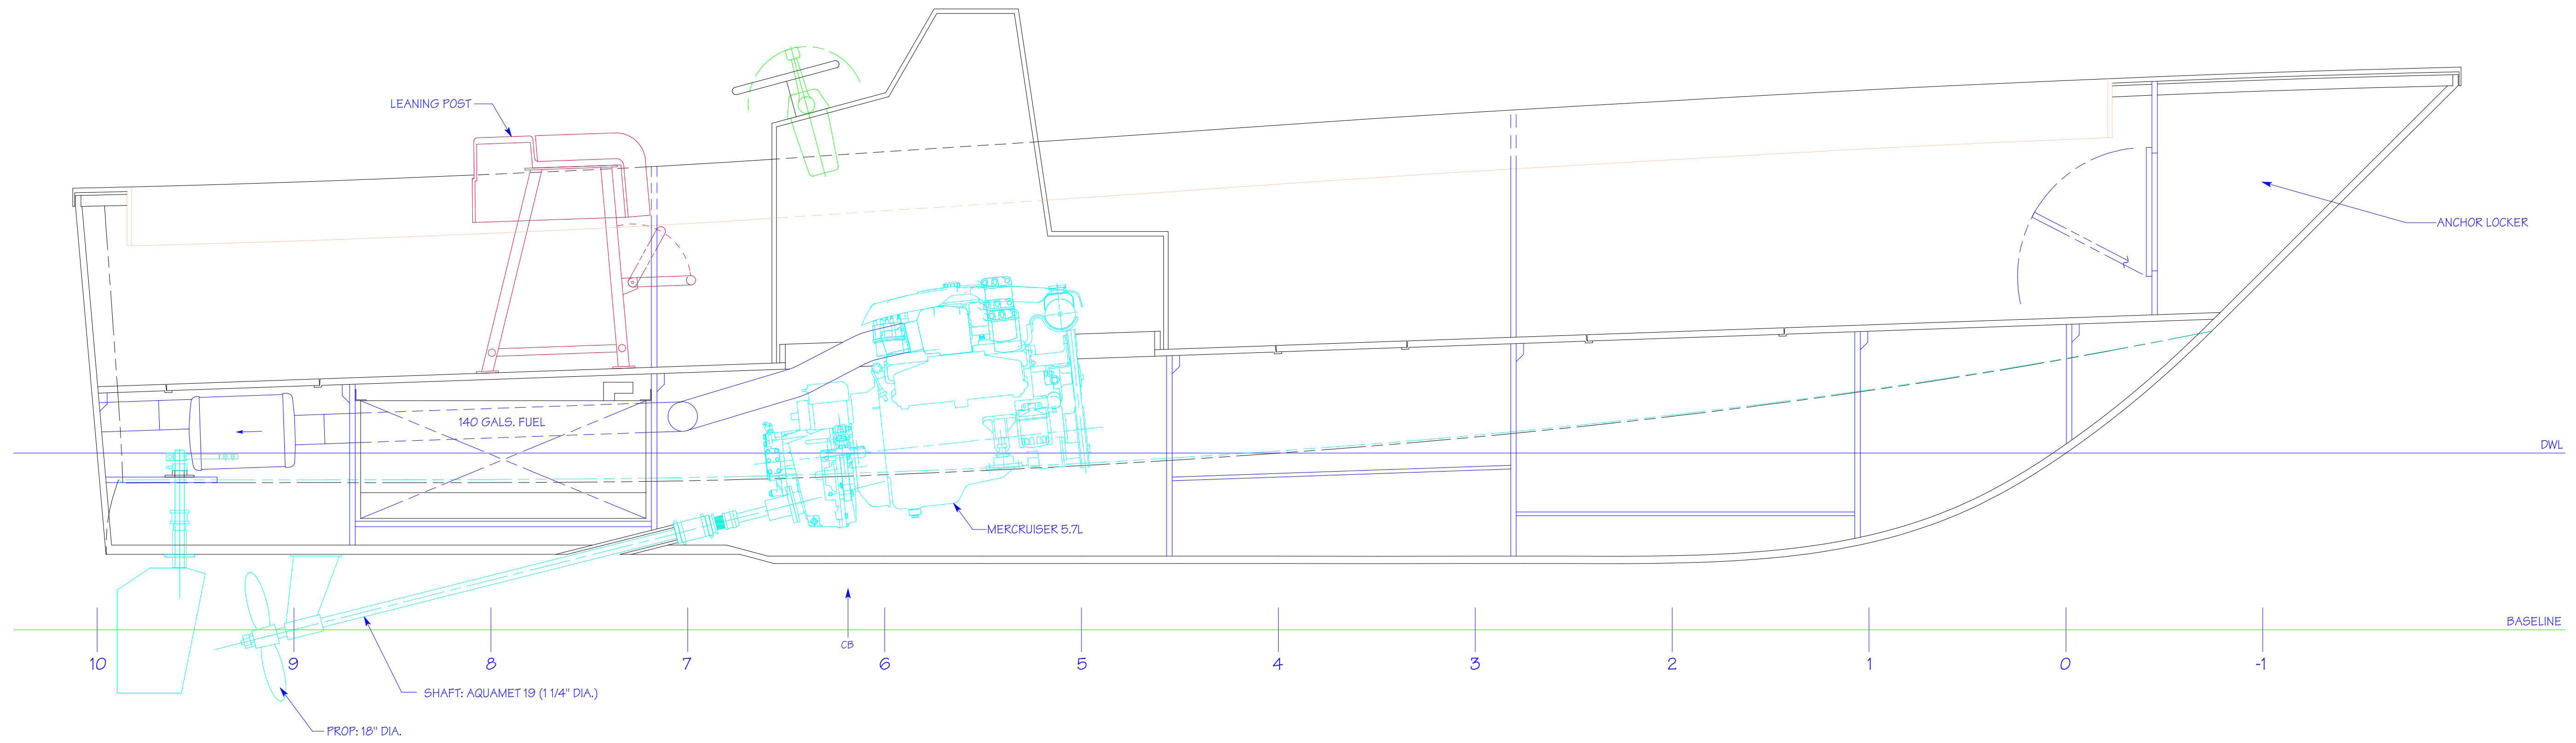 LEANING POST
ANCHOR LOCKER
140 GALS. FUEL
DWL
MERCRUISER 5.7L
BASELINE
CB
10 9 8 7 6 5 4 3 2 1 0 -1
SHAFT: AQUAMET 19 (1 1/4" DIA.)
PROP: 18" DIA.